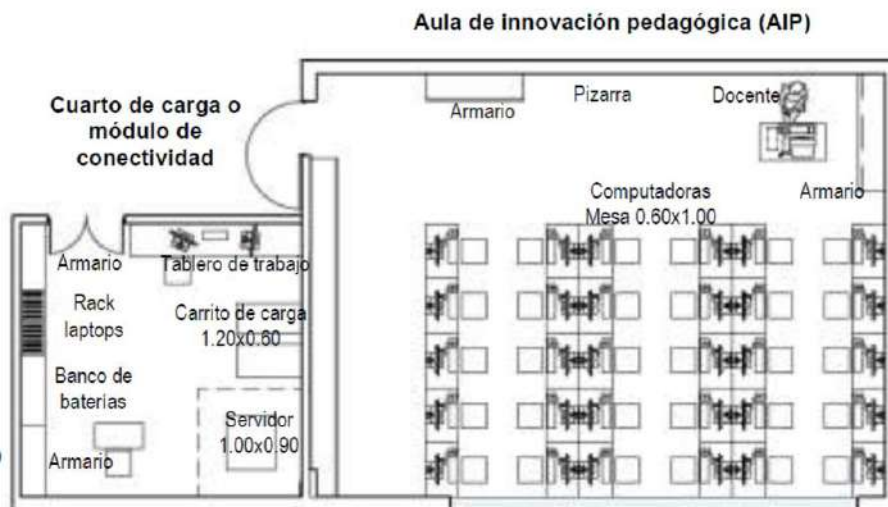 Aula de innovación pedagógica (AIP)
Cuarto de carga o
módulo de
conectividad
Armario
Pizarra
Docente
Computadoras
Mesa 0.60x1.00
Armario
Armario
Tablero de trabajo
Rack
laptops
Carrito de carga
1.20x0.60
Banco de
baterías
Servidor
1.00x0.90
Armario